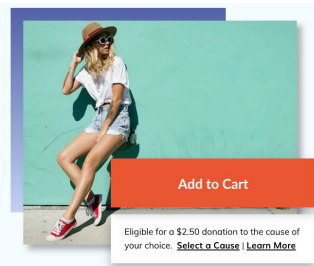 Add to Cart
Eligible for a $2.50 donation to the cause of
your choice. Select a Cause | Learn More